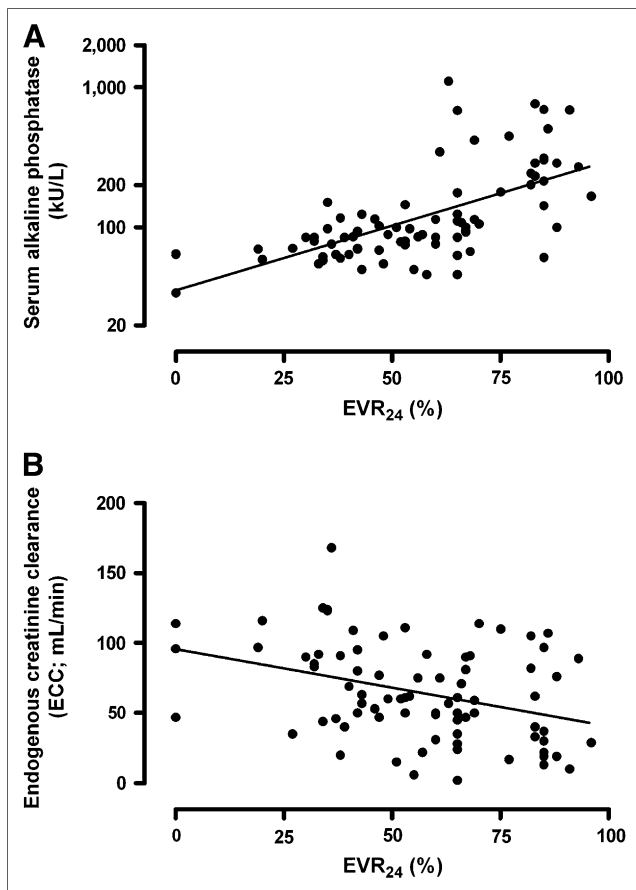 A
Serum alkaline phosphatase
(kU/L)
2,000
1,000
200
100
20
0 25 50 75 100
EVR24 (%)
B
Endogenous creatinine clearance
(ECC; mL/min)
200
150
100
50
0
0 25 50 75 100
EVR24 (%)